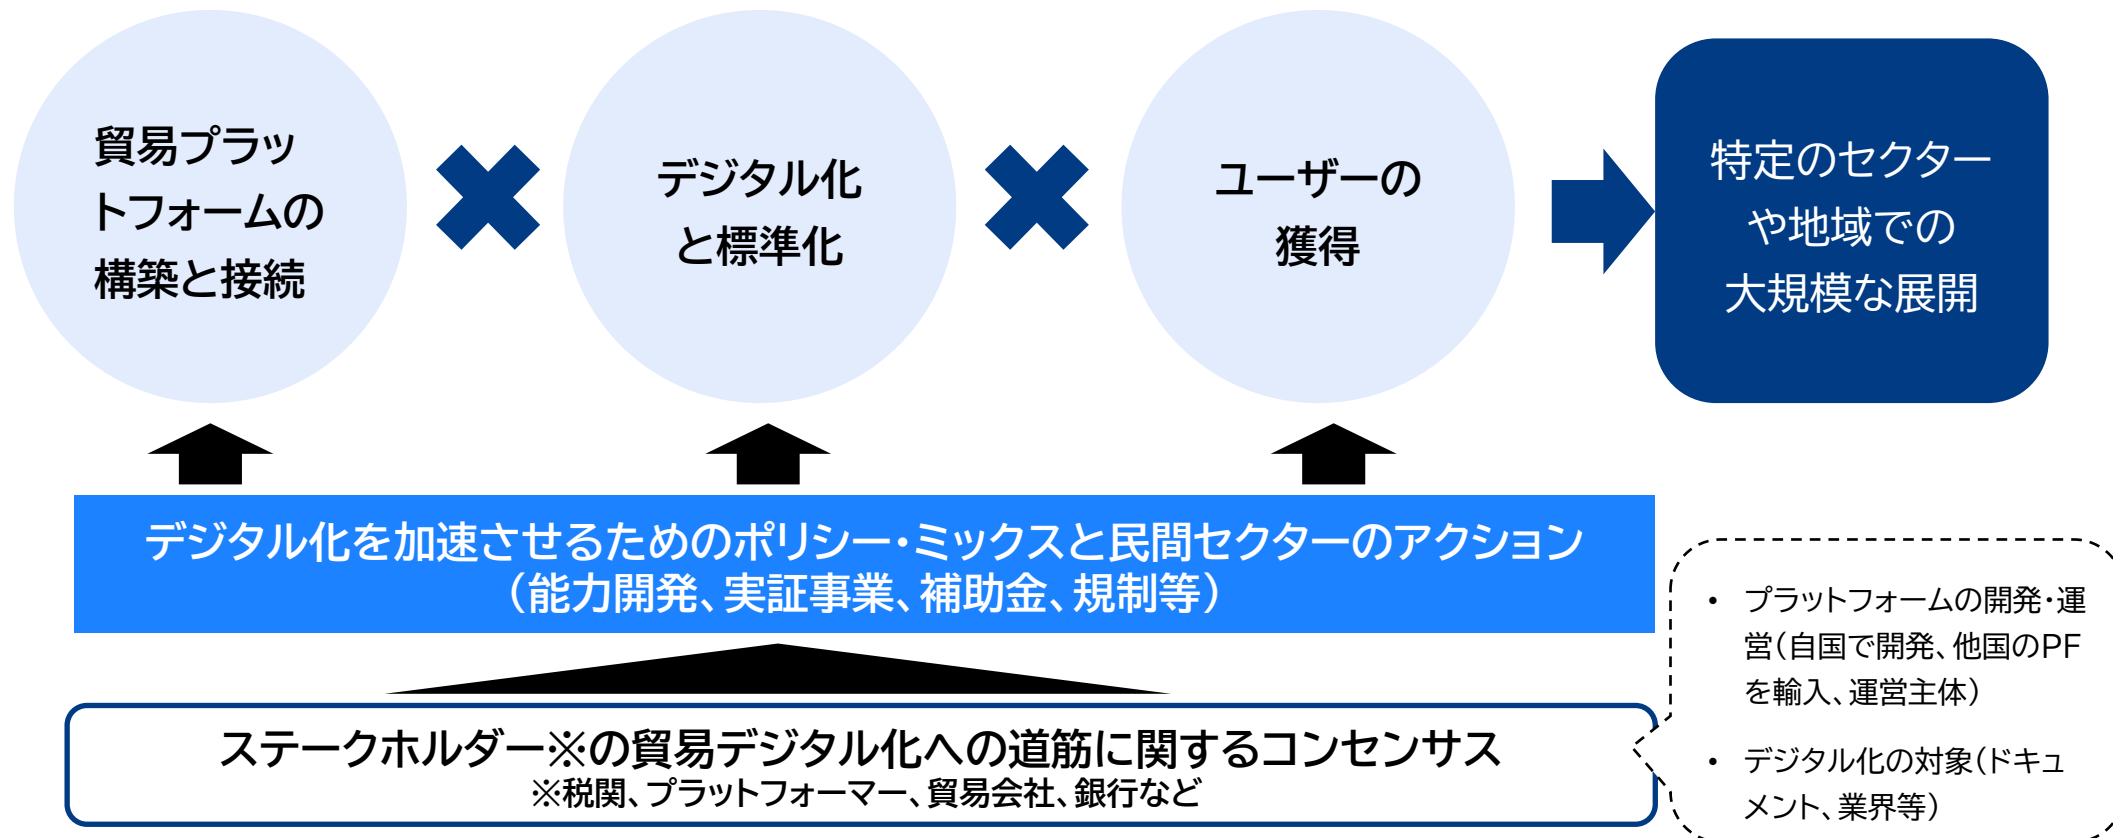 貿易プラッ
トフォームの
構築と接続
デジタル化
と標準化
ユーザーの
獲得
特定のセクター
や地域での
大規模な展開
デジタル化を加速させるためのポリシー・ミックスと民間セクターのアクション
（能力開発、実証事業、補助金、規制等）
ステークホルダー※の貿易デジタル化への道筋に関するコンセンサス
※税関、プラットフォーマー、貿易会社、銀行など
• プラットフォームの開発・運
営（自国で開発、他国のPF
を輸入、運営主体）
• デジタル化の対象（ドキュ
メント、業界等）